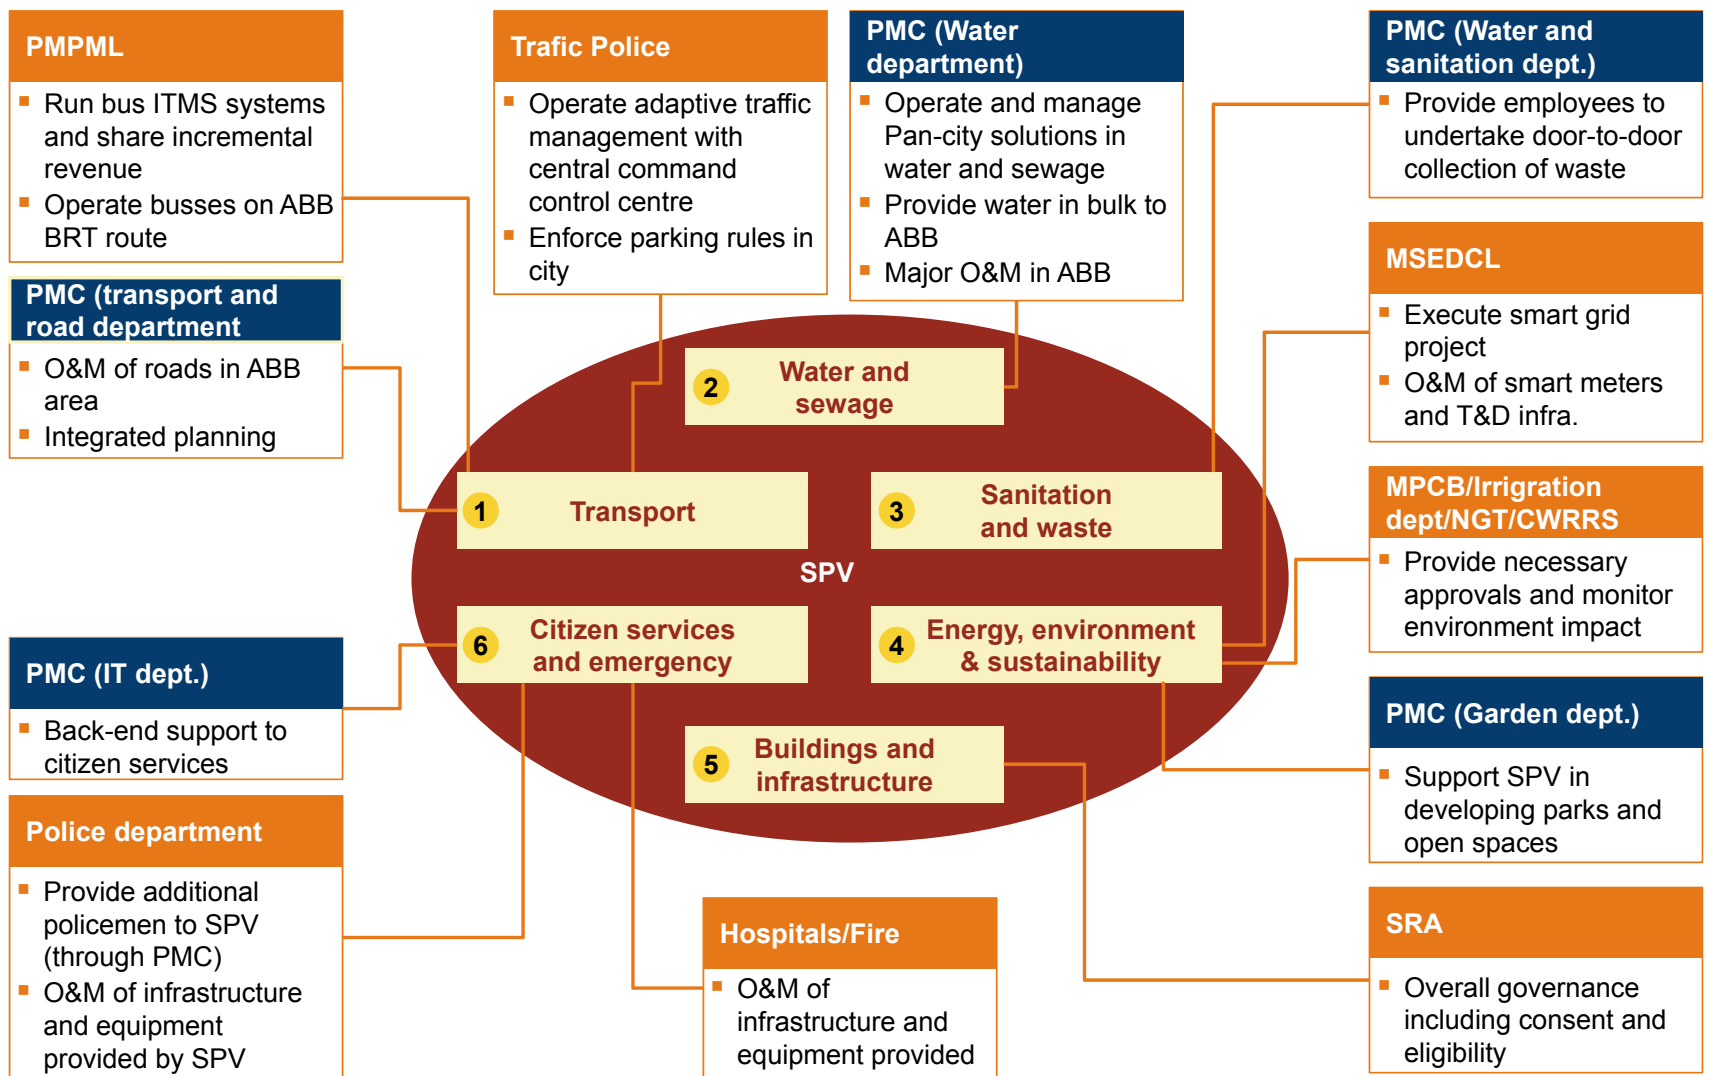 PMPML
Run bus ITMS systems
and share incremental
revenue
Operate busses on ABB
BRT route
PMC (transport and
road department
O&M of roads in ABB
area
Integrated planning
Trafic Police
Operate adaptive traffic
management with
central command
control centre
Enforce parking rules in
city
PMC (Water
department)
Operate and manage
Pan-city solutions in
water and sewage
Provide water in bulk to
ABB
Major O&M in ABB
PMC (Water and
sanitation dept.)
Provide employees to
undertake door-to-door
collection of waste
MSEDCL
Execute smart grid
project
O&M of smart meters
and T&D infra.
MPCB/Irrigration
dept/NGT/CWRRS
Provide necessary
approvals and monitor
environment impact
PMC (Garden dept.)
Support SPV in
developing parks and
open spaces
SRA
Overall governance
including consent and
eligibility
2
Water and
sewage
1
Transport
3
Sanitation
and waste
SPV
6
Citizen services
and emergency
4
Energy, environment
& sustainability
5
Buildings and
infrastructure
PMC (IT dept.)
Back-end support to
citizen services
Police department
Provide additional
policemen to SPV
(through PMC)
O&M of infrastructure
and equipment
provided by SPV
Hospitals/Fire
O&M of
infrastructure and
equipment provided